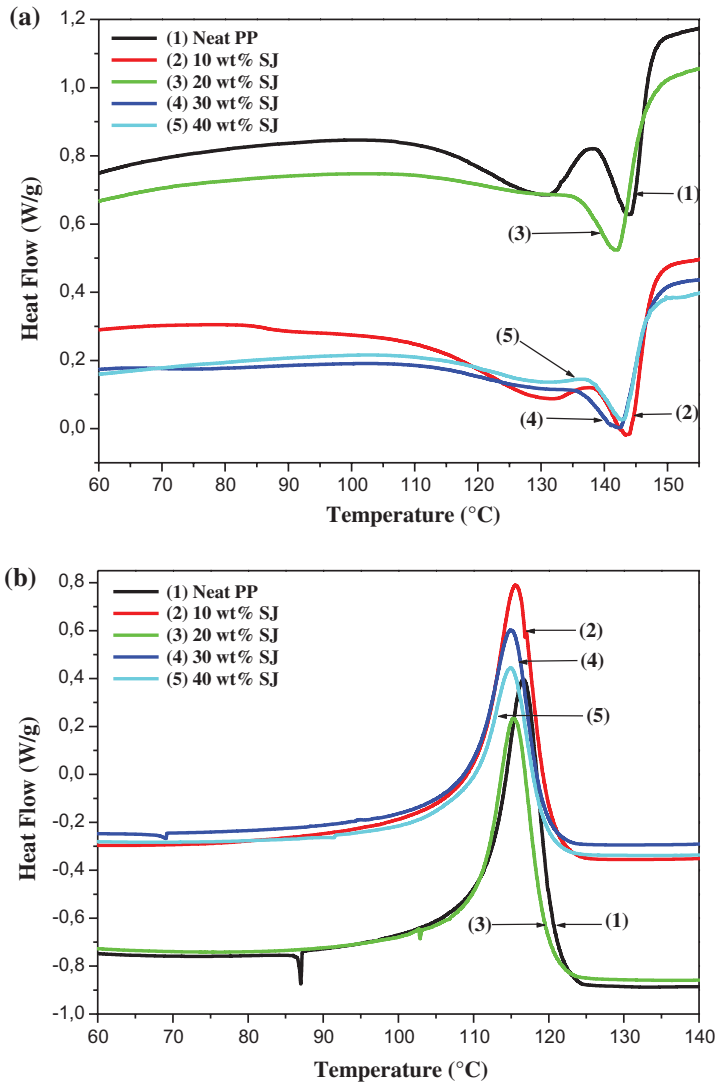 (a)
(1) Neat PP
(2) 10 wt% SJ
(3) 20 wt% SJ
(4) 30 wt% SJ
(5) 40 wt% SJ
1,2
1,0
0,8
0,6
0,4
0,2
0,0
Heat Flow (W/g)
(1)
(3)
(5)
(4)
(2)
60 70 80 90 100 110 120 130 140 150
Temperature (°C)
(b)
(1) Neat PP
(2) 10 wt% SJ
(3) 20 wt% SJ
(4) 30 wt% SJ
(5) 40 wt% SJ
0,8
0,6
0,4
0,2
0,0
-0,2
-0,4
-0,6
-0,8
-1,0
Heat Flow (W/g)
(2)
(4)
(5)
(3)
(1)
60 70 80 90 100 110 120 130 140
Temperature (°C)